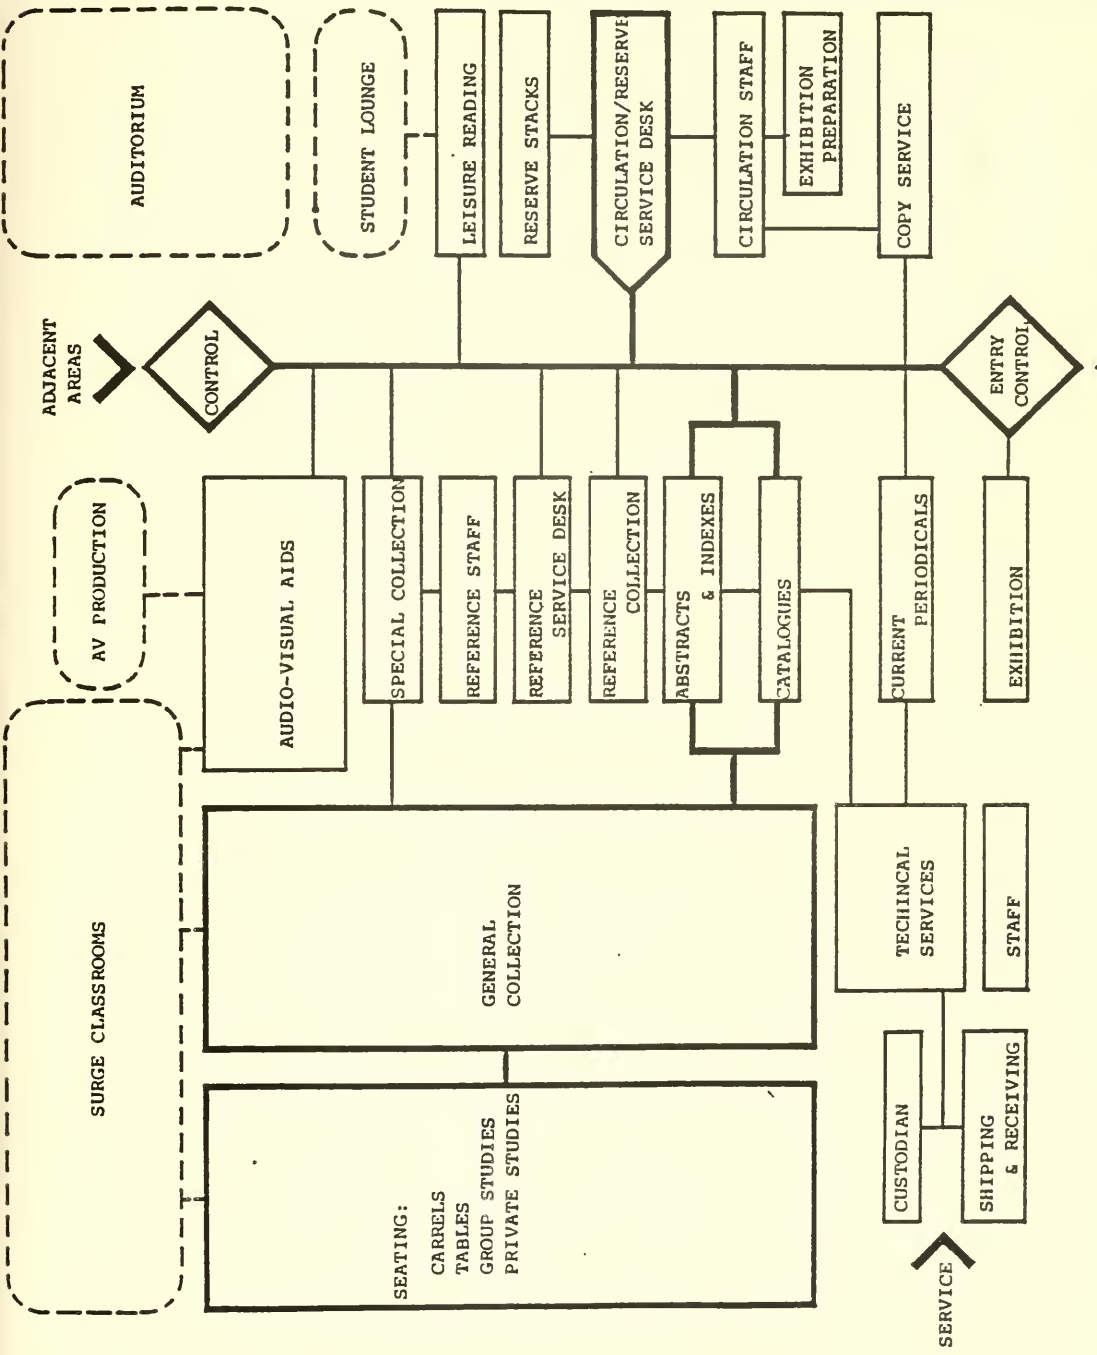 SURGE CLASSROOMS
AV PRODUCTION
ADJACENT
AREAS
AUDITORIUM
CONTROL
STUDENT LOUNGE
AUDIO-VISUAL AIDS
SPECIAL COLLECTION
REFERENCE STAFF
REFERENCE
SERVICE DESK
REFERENCE
COLLECTION
ABSTRACTS
& INDEXES
CATALOGUES
LEISURE READING
RESERVE STACKS
CIRCULATION/RESERVE
SERVICE DESK
CIRCULATION STAFF
EXHIBITION
PREPARATION
COPY SERVICE
SEATING:
CARRELS
TABLES
GROUP STUDIES
PRIVATE STUDIES
GENERAL
COLLECTION
CURRENT
PERIODICALS
ENTRY
CONTROL
EXHIBITION
TECHINCAL
SERVICES
STAFF
CUSTODIAN
SHIPPING
& RECEIVING
SERVICE